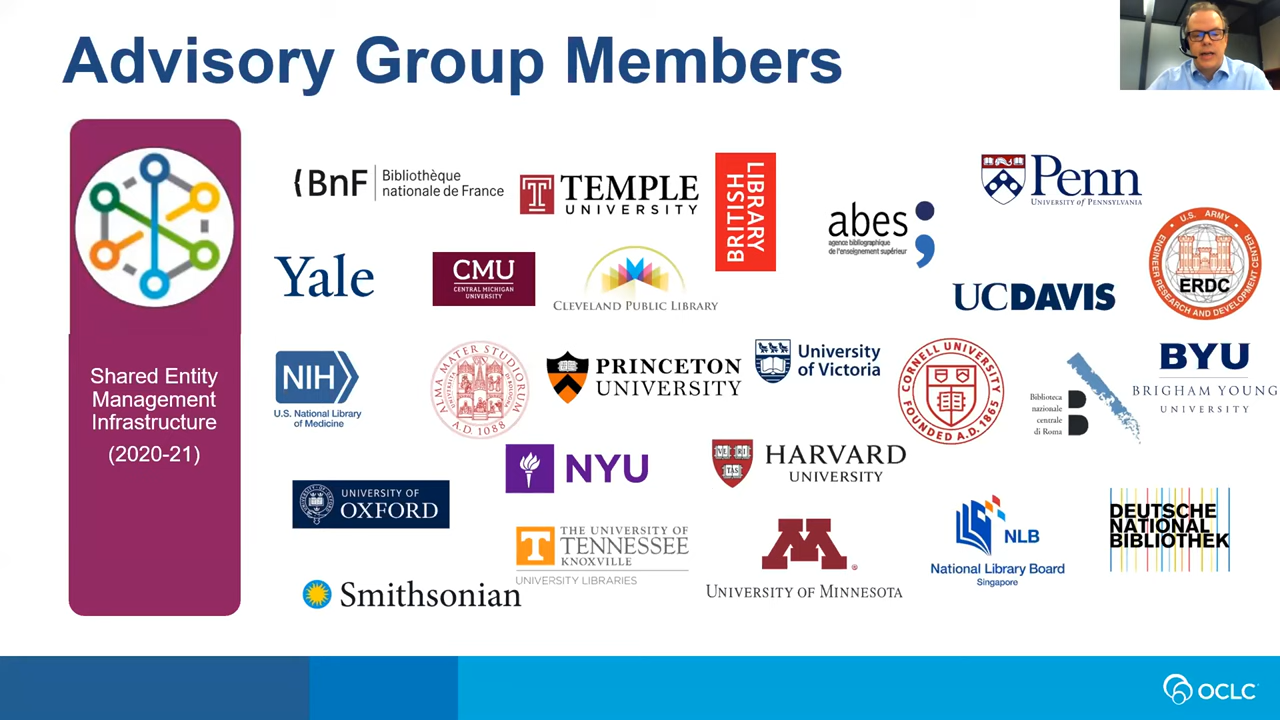 Advisory Group Members
Shared Entity
Management
Infrastructure
(2020-21)
BnF
Bibliothèque
nationale de France
TEMPLE
UNIVERSITY
LIBRARY
BRITISH
abes
agence bibliographique
de l'enseignement supérieur
Penn
UNIVERSITY OF PENNSYLVANIA
U.S. ARMY
ENGINEER RESEARCH AND DEVELOPMENT CENTER
ERDC
Yale
CMU
CENTRAL MICHIGAN
UNIVERSITY
CLEVELAND PUBLIC LIBRARY
UCDAVIS
NIH
U.S. National Library
of Medicine
ALMA MATER STUDIORUM
A.D. 1088
PRINCETON
UNIVERSITY
University
of Victoria
CORNELL UNIVERSITY
FOUNDED A.D. 1865
Biblioteca
nazionale
centrale
di Roma
BYU
BRIGHAM YOUNG
UNIVERSITY
NYU
VE RI
TAS
HARVARD
UNIVERSITY
UNIVERSITY OF
OXFORD
T
THE UNIVERSITY OF
TENNESSEE
KNOXVILLE
UNIVERSITY LIBRARIES
M
UNIVERSITY OF MINNESOTA
NLB
National Library Board
Singapore
DEUTSCHE
NATIONAL
BIBLIOTHEK
Smithsonian
OCLC